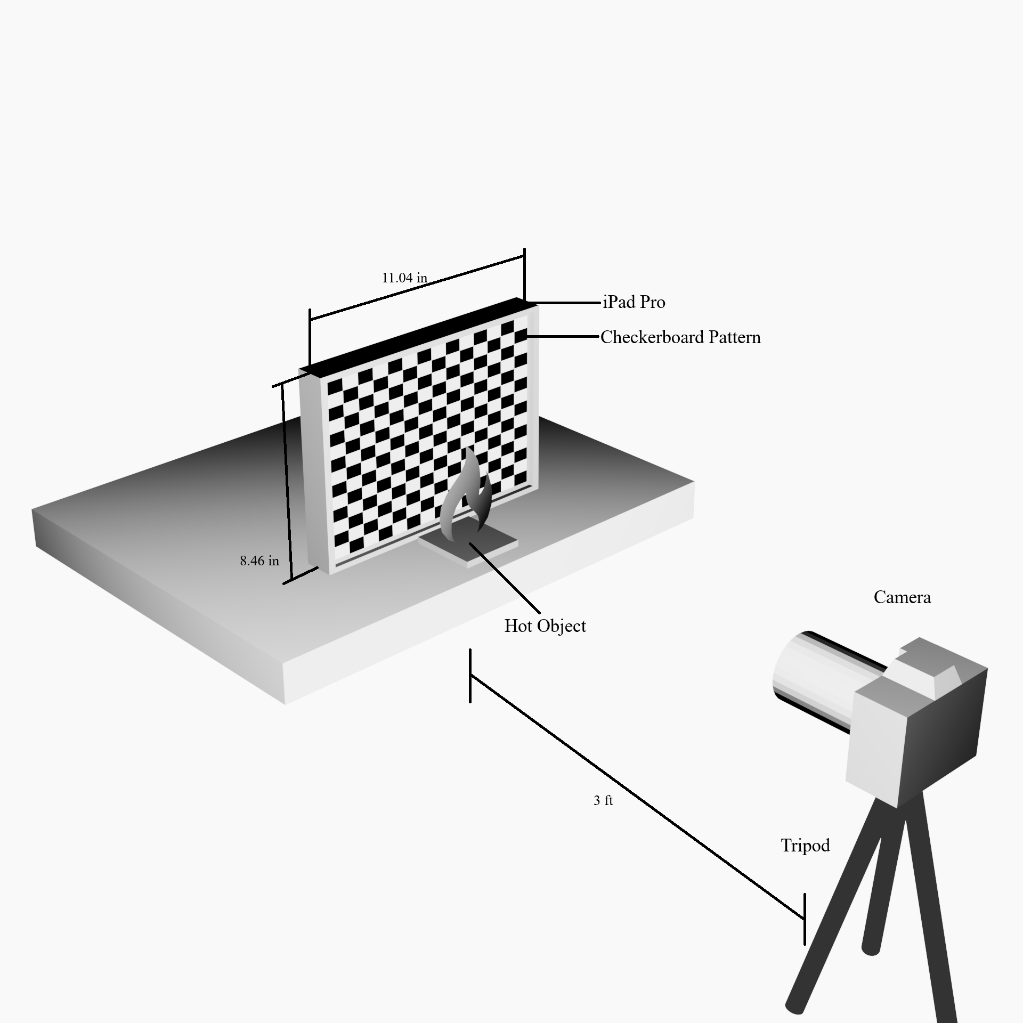 11.04 in
iPad Pro
Checkerboard Pattern
8.46 in
Hot Object
Camera
3 ft
Tripod